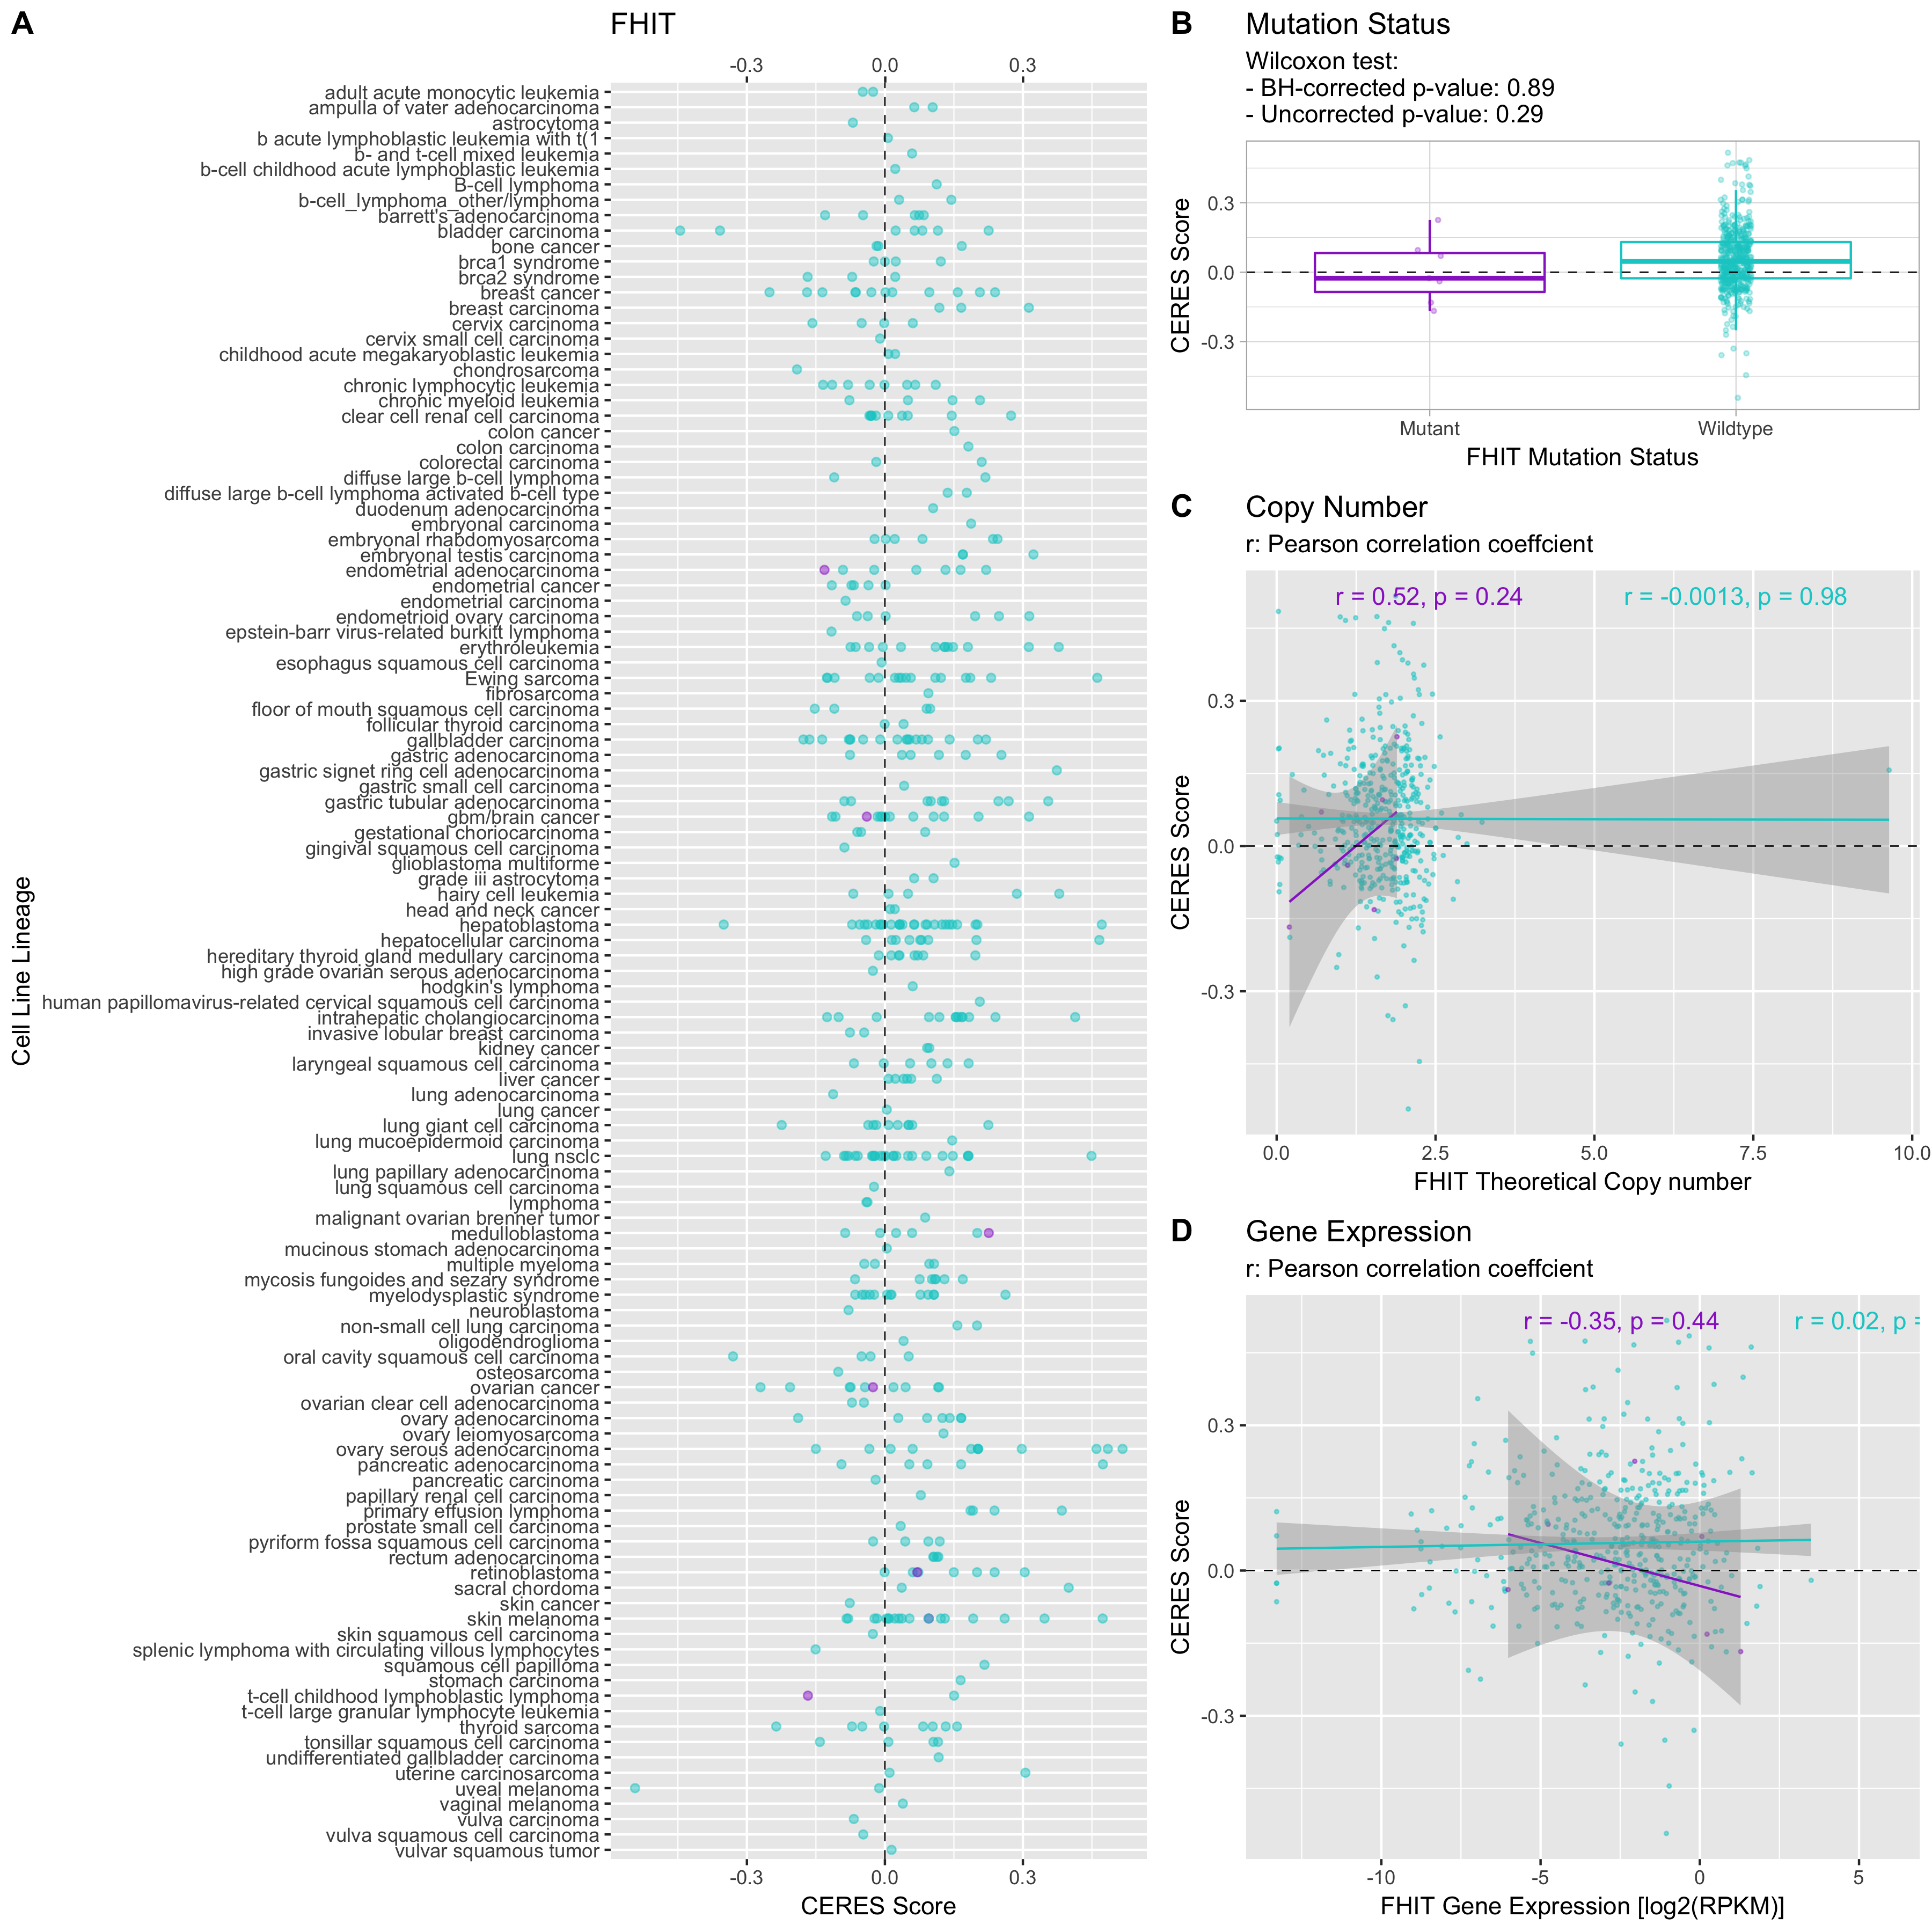 A
FHIT
-0.3 0.0 0.3
adult acute monocytic leukemia
ampulla of vater adenocarcinoma
astrocytoma
b acute lymphoblastic leukemia with t(1
b- and t-cell mixed leukemia
b-cell childhood acute lymphoblastic leukemia
B-cell lymphoma
b-cell_lymphoma_other/lymphoma
barrett's adenocarcinoma
bladder carcinoma
bone cancer
brca1 syndrome
brca2 syndrome
breast cancer
breast carcinoma
cervix carcinoma
cervix small cell carcinoma
childhood acute megakaryoblastic leukemia
chondrosarcoma
chronic lymphocytic leukemia
chronic myeloid leukemia
clear cell renal cell carcinoma
colon cancer
colon carcinoma
colorectal carcinoma
diffuse large b-cell lymphoma
diffuse large b-cell lymphoma activated b-cell type
duodenum adenocarcinoma
embryonal carcinoma
embryonal rhabdomyosarcoma
embryonal testis carcinoma
endometrial adenocarcinoma
endometrial cancer
endometrial carcinoma
endometrioid ovary carcinoma
epstein-barr virus-related burkitt lymphoma
erythroleukemia
esophagus squamous cell carcinoma
Ewing sarcoma
fibrosarcoma
floor of mouth squamous cell carcinoma
follicular thyroid carcinoma
gallbladder carcinoma
gastric adenocarcinoma
gastric signet ring cell adenocarcinoma
gastric small cell carcinoma
gastric tubular adenocarcinoma
gbm/brain cancer
gestational choriocarcinoma
gingival squamous cell carcinoma
glioblastoma multiforme
grade iii astrocytoma
hairy cell leukemia
head and neck cancer
hepatoblastoma
hepatocellular carcinoma
hereditary thyroid gland medullary carcinoma
high grade ovarian serous adenocarcinoma
hodgkin's lymphoma
human papillomavirus-related cervical squamous cell carcinoma
intrahepatic cholangiocarcinoma
invasive lobular breast carcinoma
kidney cancer
laryngeal squamous cell carcinoma
liver cancer
lung adenocarcinoma
lung cancer
lung giant cell carcinoma
lung mucoepidermoid carcinoma
lung nsclc
lung papillary adenocarcinoma
lung squamous cell carcinoma
lymphoma
malignant ovarian brenner tumor
medulloblastoma
mucinous stomach adenocarcinoma
multiple myeloma
mycosis fungoides and sezary syndrome
myelodysplastic syndrome
neuroblastoma
non-small cell lung carcinoma
oligodendroglioma
oral cavity squamous cell carcinoma
osteosarcoma
ovarian cancer
ovarian clear cell adenocarcinoma
ovary adenocarcinoma
ovary leiomyosarcoma
ovary serous adenocarcinoma
pancreatic adenocarcinoma
pancreatic carcinoma
papillary renal cell carcinoma
primary effusion lymphoma
prostate small cell carcinoma
pyriform fossa squamous cell carcinoma
rectum adenocarcinoma
retinoblastoma
sacral chordoma
skin cancer
skin melanoma
skin squamous cell carcinoma
splenic lymphoma with circulating villous lymphocytes
squamous cell papilloma
stomach carcinoma
t-cell childhood lymphoblastic lymphoma
t-cell large granular lymphocyte leukemia
thyroid sarcoma
tonsillar squamous cell carcinoma
undifferentiated gallbladder carcinoma
uterine carcinosarcoma
uveal melanoma
vaginal melanoma
vulva carcinoma
vulva squamous cell carcinoma
vulvar squamous tumor
-0.3 0.0 0.3
CERES Score
Cell Line Lineage
B
Mutation Status
Wilcoxon test:
- BH-corrected p-value: 0.89
- Uncorrected p-value: 0.29
0.3
0.0
-0.3
CERES Score
Mutant Wildtype
FHIT Mutation Status
C
Copy Number
r: Pearson correlation coeffcient
r = 0.52, p = 0.24 r = -0.0013, p = 0.98
0.3
0.0
-0.3
CERES Score
0.0 2.5 5.0 7.5 10.0
FHIT Theoretical Copy number
D
Gene Expression
r: Pearson correlation coeffcient
r = -0.35, p = 0.44 r = 0.02, p =
0.3
0.0
-0.3
CERES Score
-10 -5 0 5
FHIT Gene Expression [log2(RPKM)]